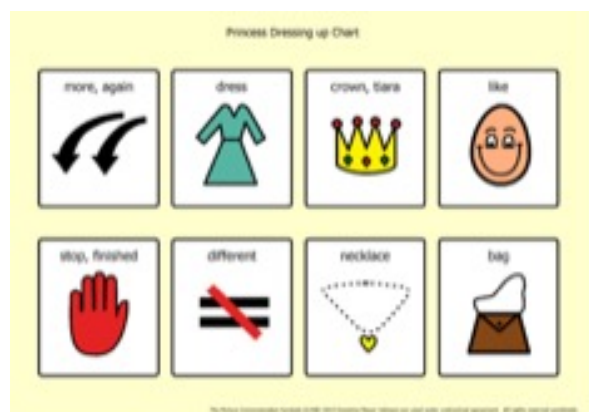 Princess Dressing up Chart
more, again
dress
crown, tiara
like
stop, finished
different
necklace
bag